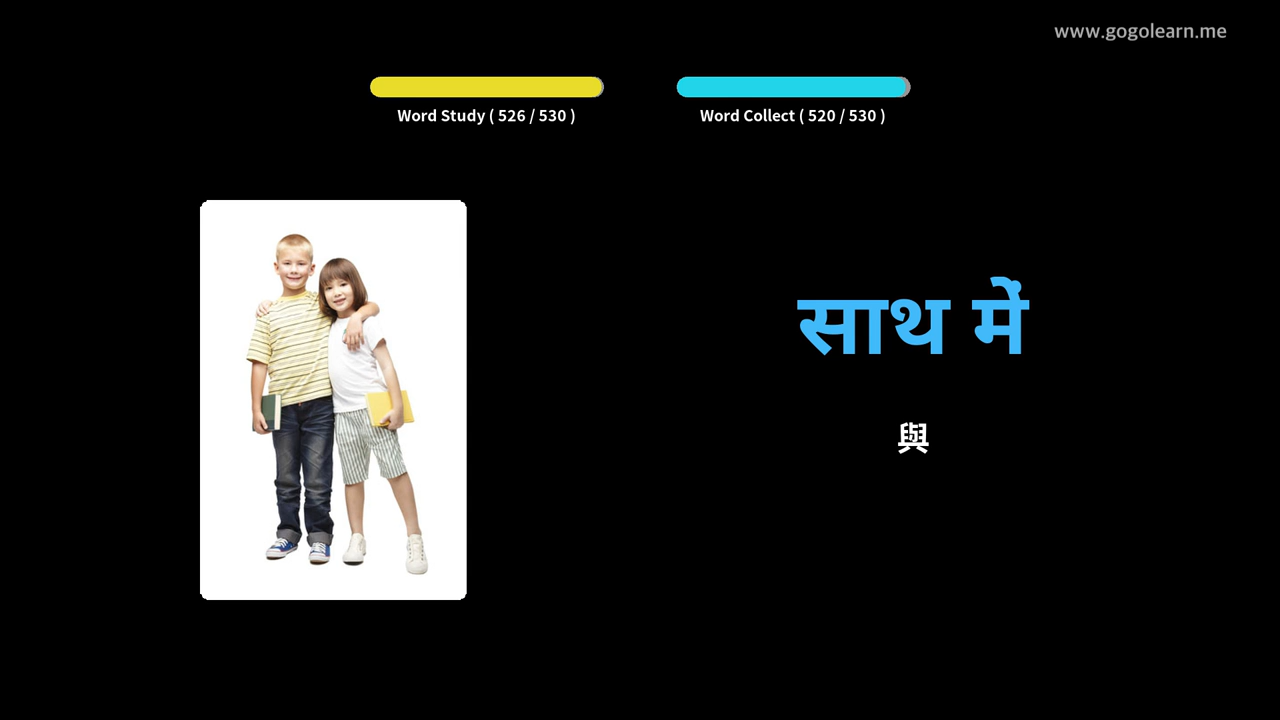 www.gogolearn.me
Word Study ( 526 / 530 )
Word Collect ( 520 / 530 )
साथ में
與